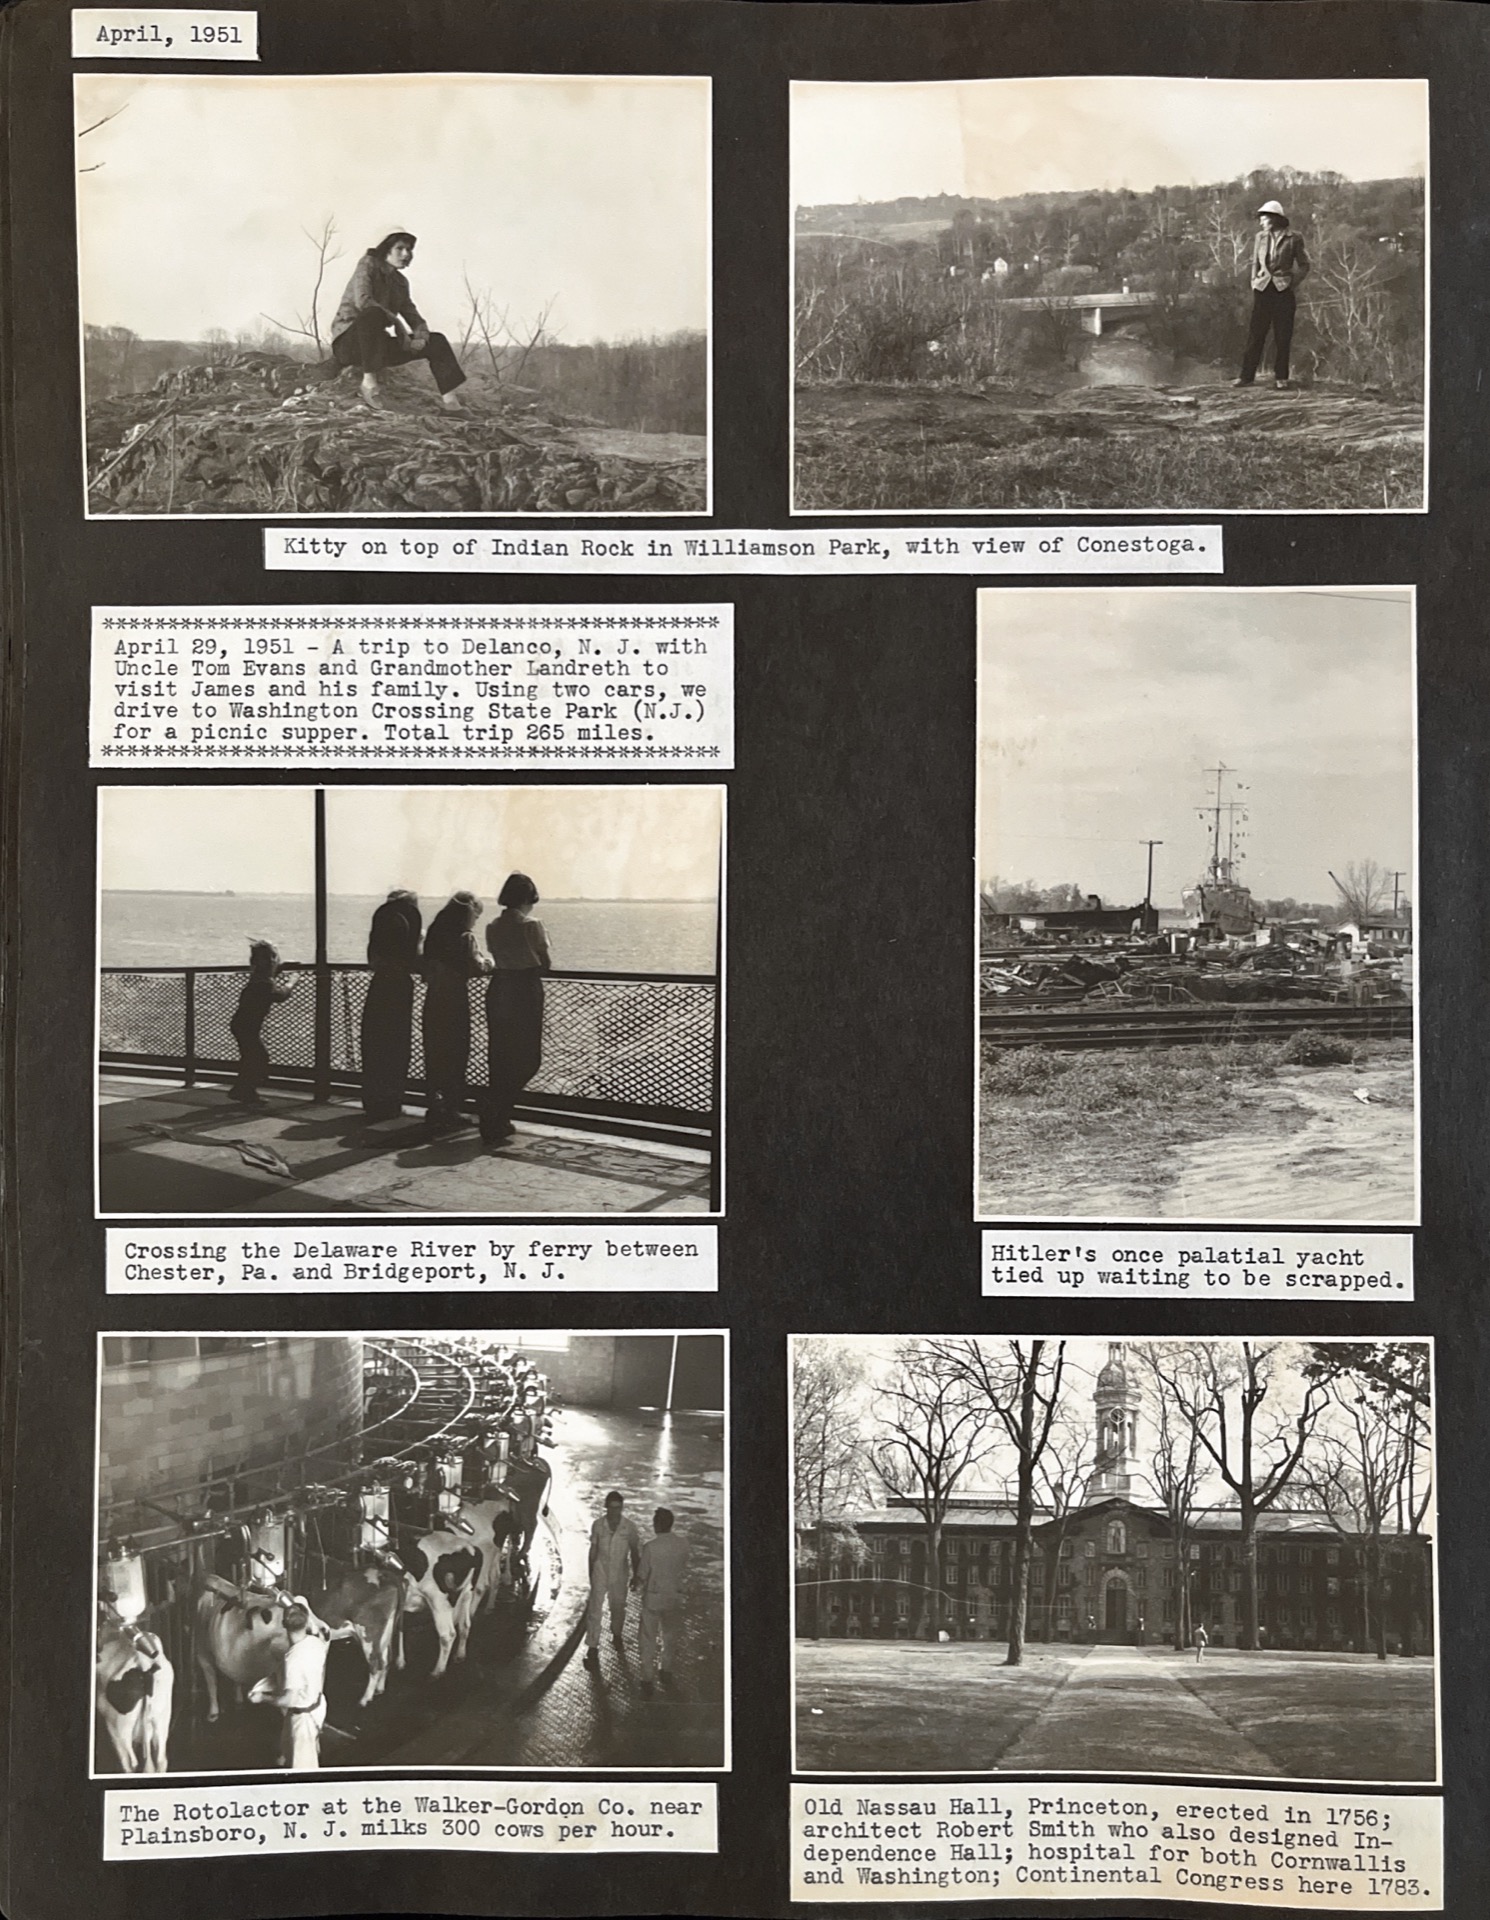 April, 1951
Kitty on top of Indian Rock in Williamson Park, with view of Conestoga.
************************************************
April 29, 1951 - A trip to Delanco, N. J. with
Uncle Tom Evans and Grandmother Landreth to
visit James and his family. Using two cars, we
drive to Washington Crossing State Park (N.J.)
for a picnic supper. Total trip 265 miles.
************************************************
Crossing the Delaware River by ferry between
Chester, Pa. and Bridgeport, N. J.
Hitler's once palatial yacht
tied up waiting to be scrapped.
The Rotolactor at the Walker-Gordon Co. near
Plainsboro, N. J. milks 300 cows per hour.
Old Nassau Hall, Princeton, erected in 1756;
architect Robert Smith who also designed In-
dependence Hall; hospital for both Cornwallis
and Washington; Continental Congress here 1783.